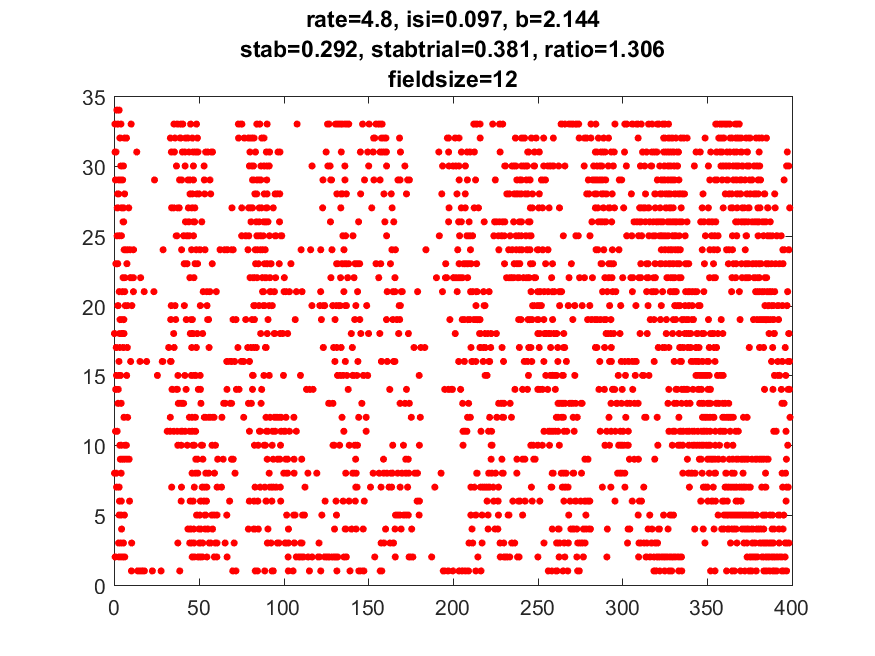 rate=4.8, isi=0.097, b=2.144
stab=0.292, stabtrial=0.381, ratio=1.306
fieldsize=12
35
30
25
20
15
10
5
0
0 50 100 150 200 250 300 350 400